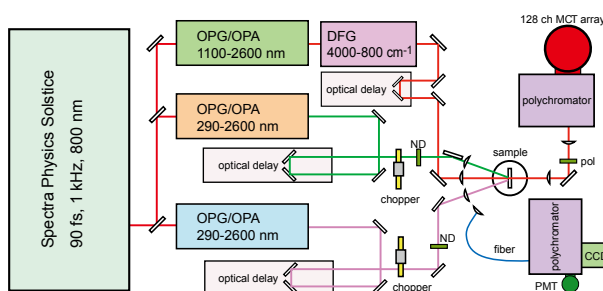 128 ch MCT array
Spectra Physics Solstice
90 fs, 1 kHz, 800 nm
OPG/OPA
1100-2600 nm
DFG
4000-800 cm-1
optical delay
polychromator
OPG/OPA
290-2600 nm
optical delay
ND
chopper
sample
pol
OPG/OPA
290-2600 nm
optical delay
chopper
ND
fiber
polychromator
CCD
PMT